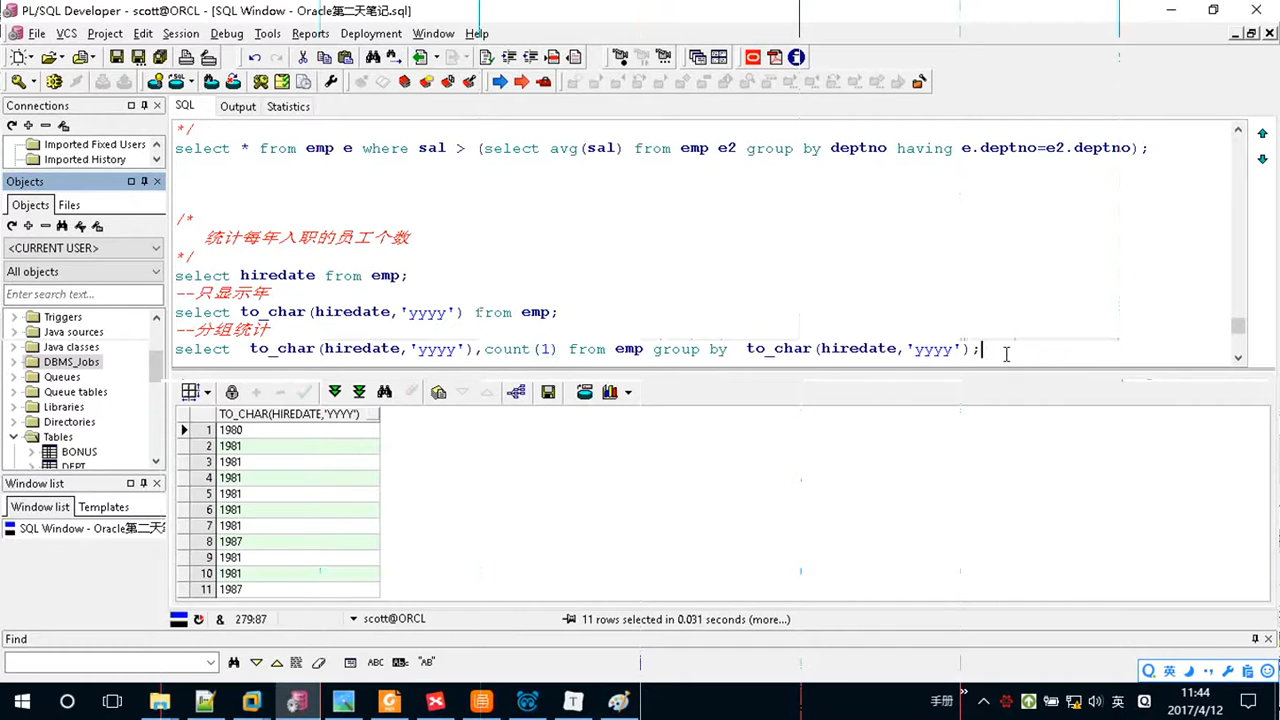 PL/SQL Developer - scott@ORCL - [SQL Window - Oracle第二天笔记.sql]
File VCS Project Edit Session Debug Tools Reports Deployment Window Help
Connections
Imported Fixed Users
Imported History
Objects
Objects Files
<CURRENT USER>
All objects
Enter search text...
Triggers
Java sources
Java classes
DBMS_Jobs
Queues
Queue tables
Libraries
Directories
Tables
BONUS
DEPT
Window list
Window list Templates
SQL Window - Oracle第二天笔
SQL Output Statistics
*/
select * from emp e where sal > (select avg(sal) from emp e2 group by deptno having e.deptno=e2.deptno);
/*
统计每年入职的员工个数
*/
select hiredate from emp;
--只显示年
select to_char(hiredate,'yyyy') from emp;
--分组统计
select to_char(hiredate,'yyyy'),count(1) from emp group by to_char(hiredate,'yyyy');
TO_CHAR(HIREDATE,'YYYY')
1 1980
2 1981
3 1981
4 1981
5 1981
6 1981
7 1981
8 1987
9 1981
10 1981
11 1987
& 279:87 scott@ORCL 11 rows selected in 0.031 seconds (more...)
Find
ABC "AB"
英
手册 英 11:44
2017/4/12